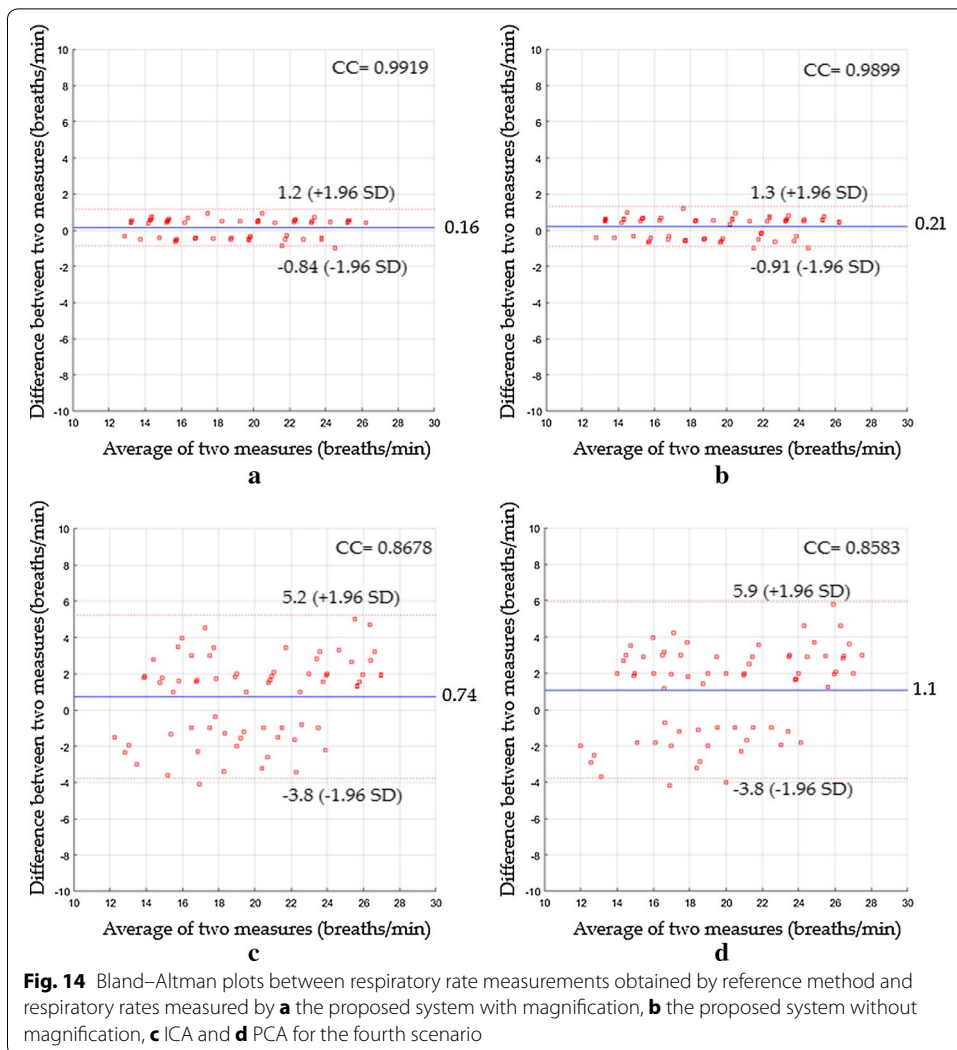 CC= 0.9919
1.2 (+1.96 SD)
0.16
-0.84 (-1.96 SD)
Difference between two measures (breaths/min)
10
8
6
4
2
0
-2
-4
-6
-8
-10
10 12 14 16 18 20 22 24 26 28 30
Average of two measures (breaths/min)
a
CC= 0.9899
1.3 (+1.96 SD)
0.21
-0.91 (-1.96 SD)
Difference between two measures (breaths/min)
10
8
6
4
2
0
-2
-4
-6
-8
-10
10 12 14 16 18 20 22 24 26 28 30
Average of two measures (breaths/min)
b
CC= 0.8678
5.2 (+1.96 SD)
0.74
-3.8 (-1.96 SD)
Difference between two measures (breaths/min)
10
8
6
4
2
0
-2
-4
-6
-8
-10
10 12 14 16 18 20 22 24 26 28 30
Average of two measures (breaths/min)
c
CC= 0.8583
5.9 (+1.96 SD)
1.1
-3.8 (-1.96 SD)
Difference between two measures (breaths/min)
10
8
6
4
2
0
-2
-4
-6
-8
-10
10 12 14 16 18 20 22 24 26 28 30
Average of two measures (breaths/min)
d
Fig. 14 Bland–Altman plots between respiratory rate measurements obtained by reference method and
respiratory rates measured by a the proposed system with magnification, b the proposed system without
magnification, c ICA and d PCA for the fourth scenario